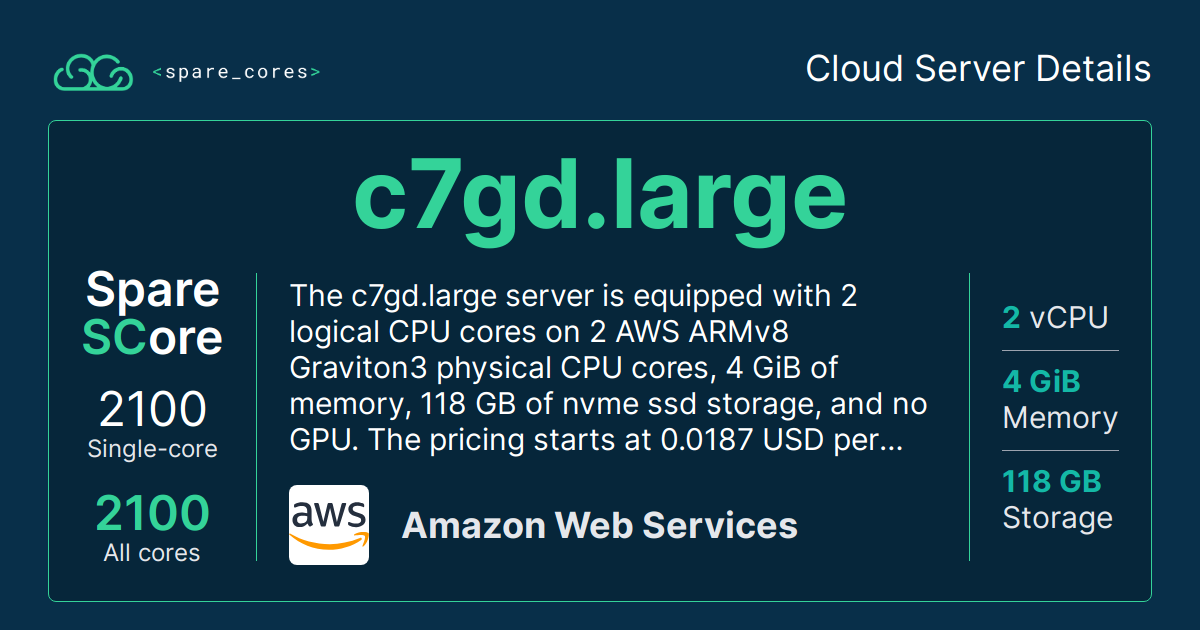 <spare_cores>
Cloud Server Details
c7gd.large
Spare
SCore
2100
Single-core
2100
All cores
The c7gd.large server is equipped with 2
logical CPU cores on 2 AWS ARMv8
Graviton3 physical CPU cores, 4 GiB of
memory, 118 GB of nvme ssd storage, and no
GPU. The pricing starts at 0.0187 USD per...
aws
Amazon Web Services
2 vCPU
4 GiB
Memory
118 GB
Storage